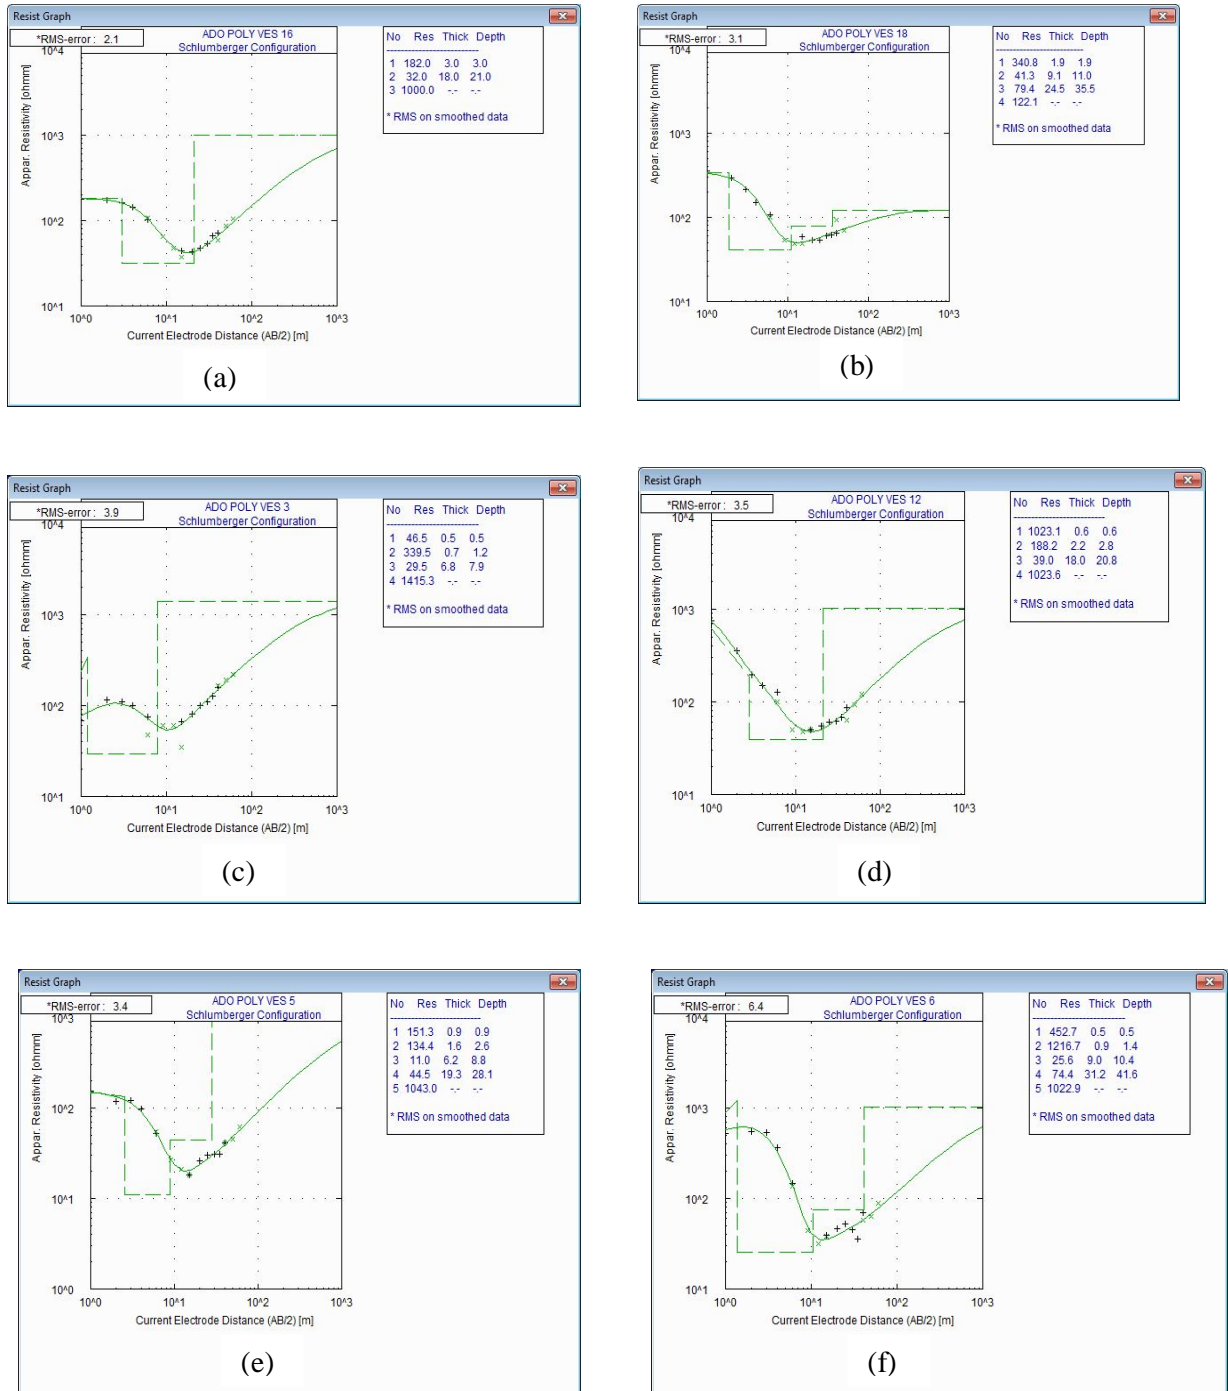 Resist Graph
*RMS-error : 2.1
ADO POLY VES 16
Schlumberger Configuration
10^4
10^3
10^2
10^1
Appar. Resistivity [ohmm]
10^0 10^1 10^2 10^3
Current Electrode Distance (AB/2) [m]
No Res Thick Depth
1 182.0 3.0 3.0
2 32.0 18.0 21.0
3 1000.0 -.- -.-
* RMS on smoothed data
(a)
Resist Graph
*RMS-error : 3.1
ADO POLY VES 18
Schlumberger Configuration
10^4
10^3
10^2
10^1
Appar. Resistivity [ohmm]
10^0 10^1 10^2 10^3
Current Electrode Distance (AB/2) [m]
No Res Thick Depth
1 340.8 1.9 1.9
2 41.3 9.1 11.0
3 79.4 24.5 35.5
4 122.1 -.- -.-
* RMS on smoothed data
(b)
Resist Graph
*RMS-error : 3.9
ADO POLY VES 3
Schlumberger Configuration
10^4
10^3
10^2
10^1
Appar. Resistivity [ohmm]
10^0 10^1 10^2 10^3
Current Electrode Distance (AB/2) [m]
No Res Thick Depth
1 46.5 0.5 0.5
2 339.5 0.7 1.2
3 29.5 6.8 7.9
4 1415.3 -.- -.-
* RMS on smoothed data
(c)
Resist Graph
*RMS-error : 3.5
ADO POLY VES 12
Schlumberger Configuration
10^4
10^3
10^2
10^1
Appar. Resistivity [ohmm]
10^0 10^1 10^2 10^3
Current Electrode Distance (AB/2) [m]
No Res Thick Depth
1 1023.1 0.6 0.6
2 188.2 2.2 2.8
3 39.0 18.0 20.8
4 1023.6 -.- -.-
* RMS on smoothed data
(d)
Resist Graph
*RMS-error : 3.4
ADO POLY VES 5
Schlumberger Configuration
10^3
10^2
10^1
10^0
Appar. Resistivity [ohmm]
10^0 10^1 10^2 10^3
Current Electrode Distance (AB/2) [m]
No Res Thick Depth
1 151.3 0.9 0.9
2 134.4 1.6 2.6
3 11.0 6.2 8.8
4 44.5 19.3 28.1
5 1043.0 -.- -.-
* RMS on smoothed data
(e)
Resist Graph
*RMS-error : 6.4
ADO POLY VES 6
Schlumberger Configuration
10^4
10^3
10^2
10^1
Appar. Resistivity [ohmm]
10^0 10^1 10^2 10^3
Current Electrode Distance (AB/2) [m]
No Res Thick Depth
1 452.7 0.5 0.5
2 1216.7 0.9 1.4
3 25.6 9.0 10.4
4 74.4 31.2 41.6
5 1022.9 -.- -.-
* RMS on smoothed data
(f)